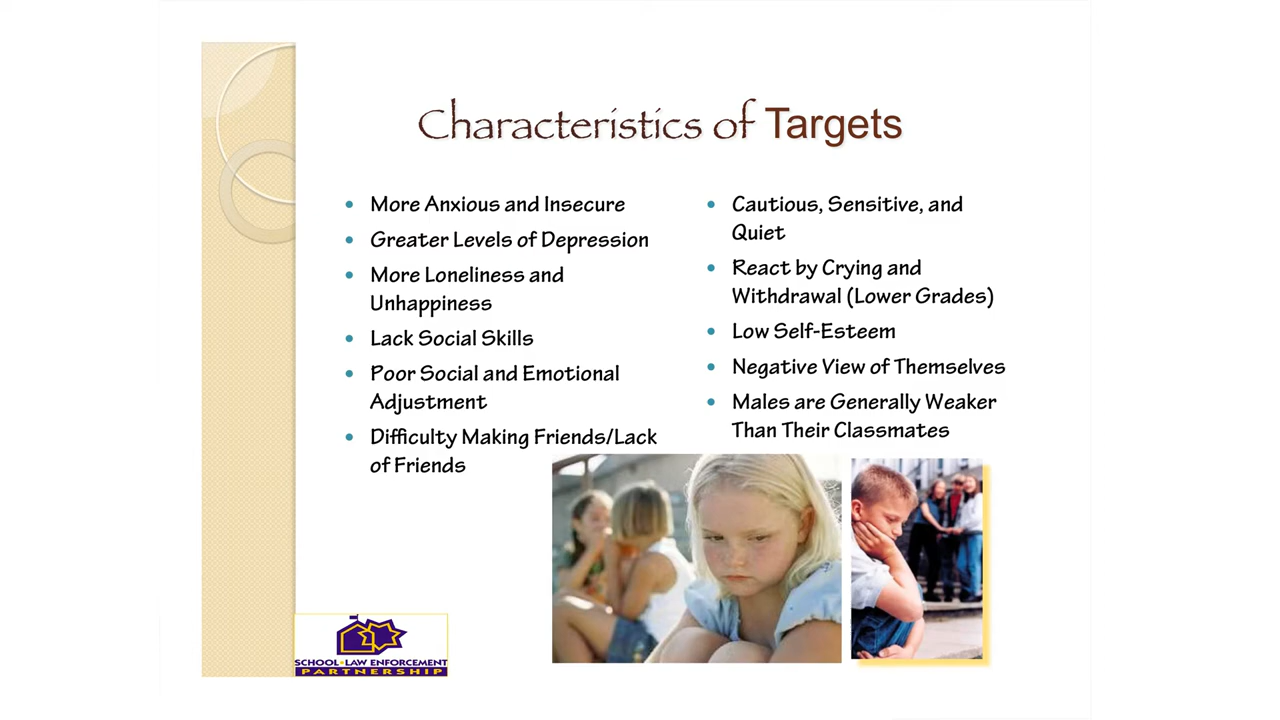 Characteristics of Targets
More Anxious and Insecure
Greater Levels of Depression
More Loneliness and
Unhappiness
Lack Social Skills
Poor Social and Emotional
Adjustment
Difficulty Making Friends/Lack
of Friends
Cautious, Sensitive, and
Quiet
React by Crying and
Withdrawal (Lower Grades)
Low Self-Esteem
Negative View of Themselves
Males are Generally Weaker
Than Their Classmates
SCHOOL LAW ENFORCEMENT
PARTNERSHIP